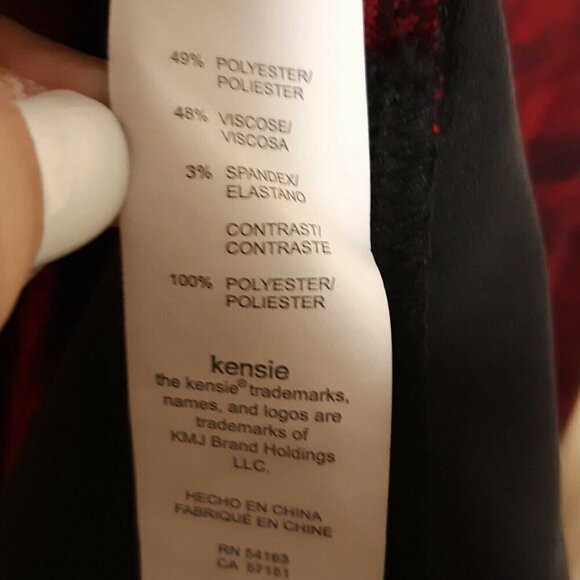 49% POLYESTER/
POLIESTER
48% VISCOSE/
VISCOSA
3% SPANDEX/
ELASTANO
CONTRAST/
CONTRASTE
100% POLYESTER/
POLIESTER
kensie
the kensie® trademarks,
names, and logos are
trademarks of
KMJ Brand Holdings
LLC.
HECHO EN CHINA
FABRIQUÉ EN CHINE
RN 54163
CA 57151